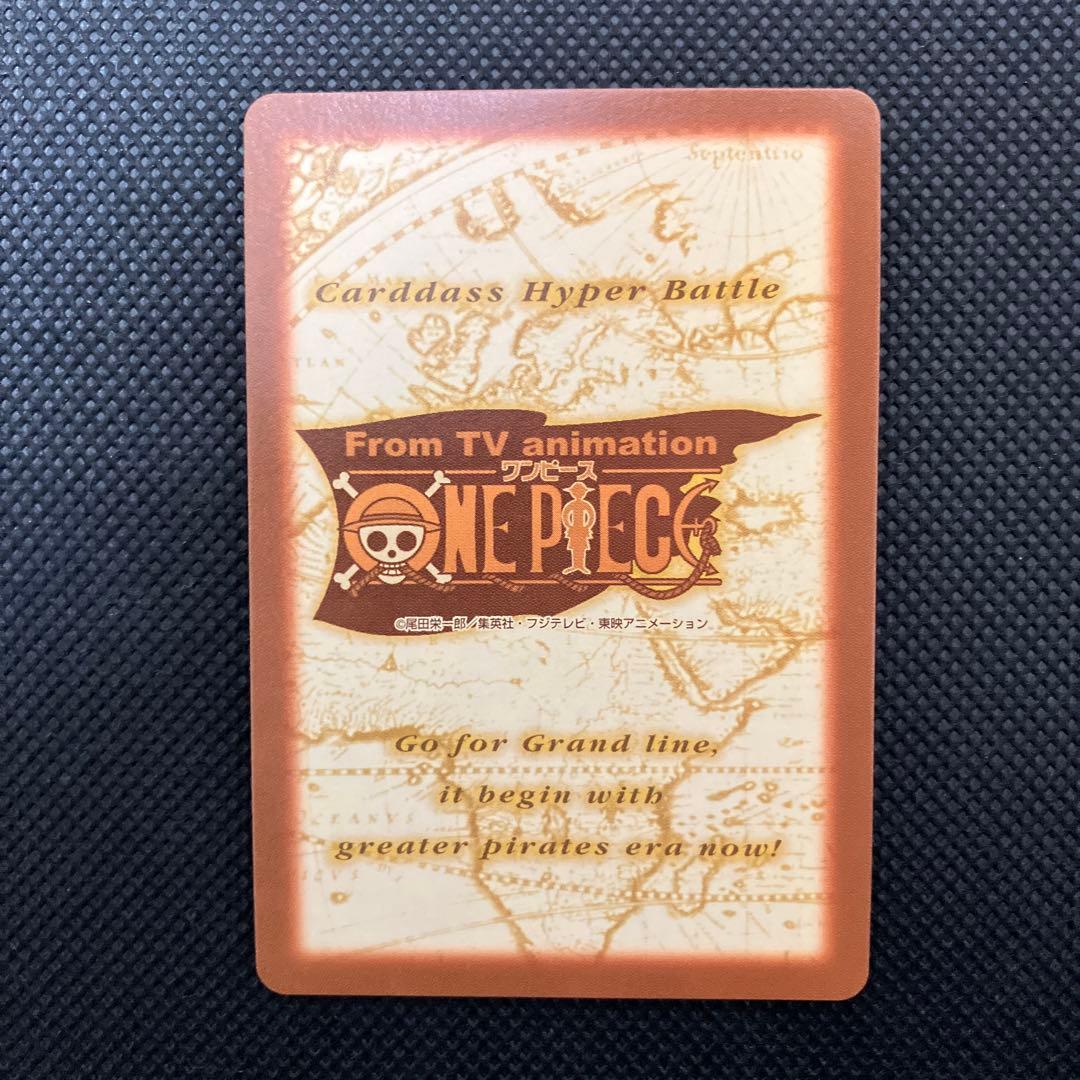 Septentrio
Carddass Hyper Battle
TLAN
From TV animation
ワンピース
ONE PIECE
©尾田栄一郎／集英社・フジテレビ・東映アニメーション
Go for Grand line,
it begin with
CEANVS
greater pirates era now!